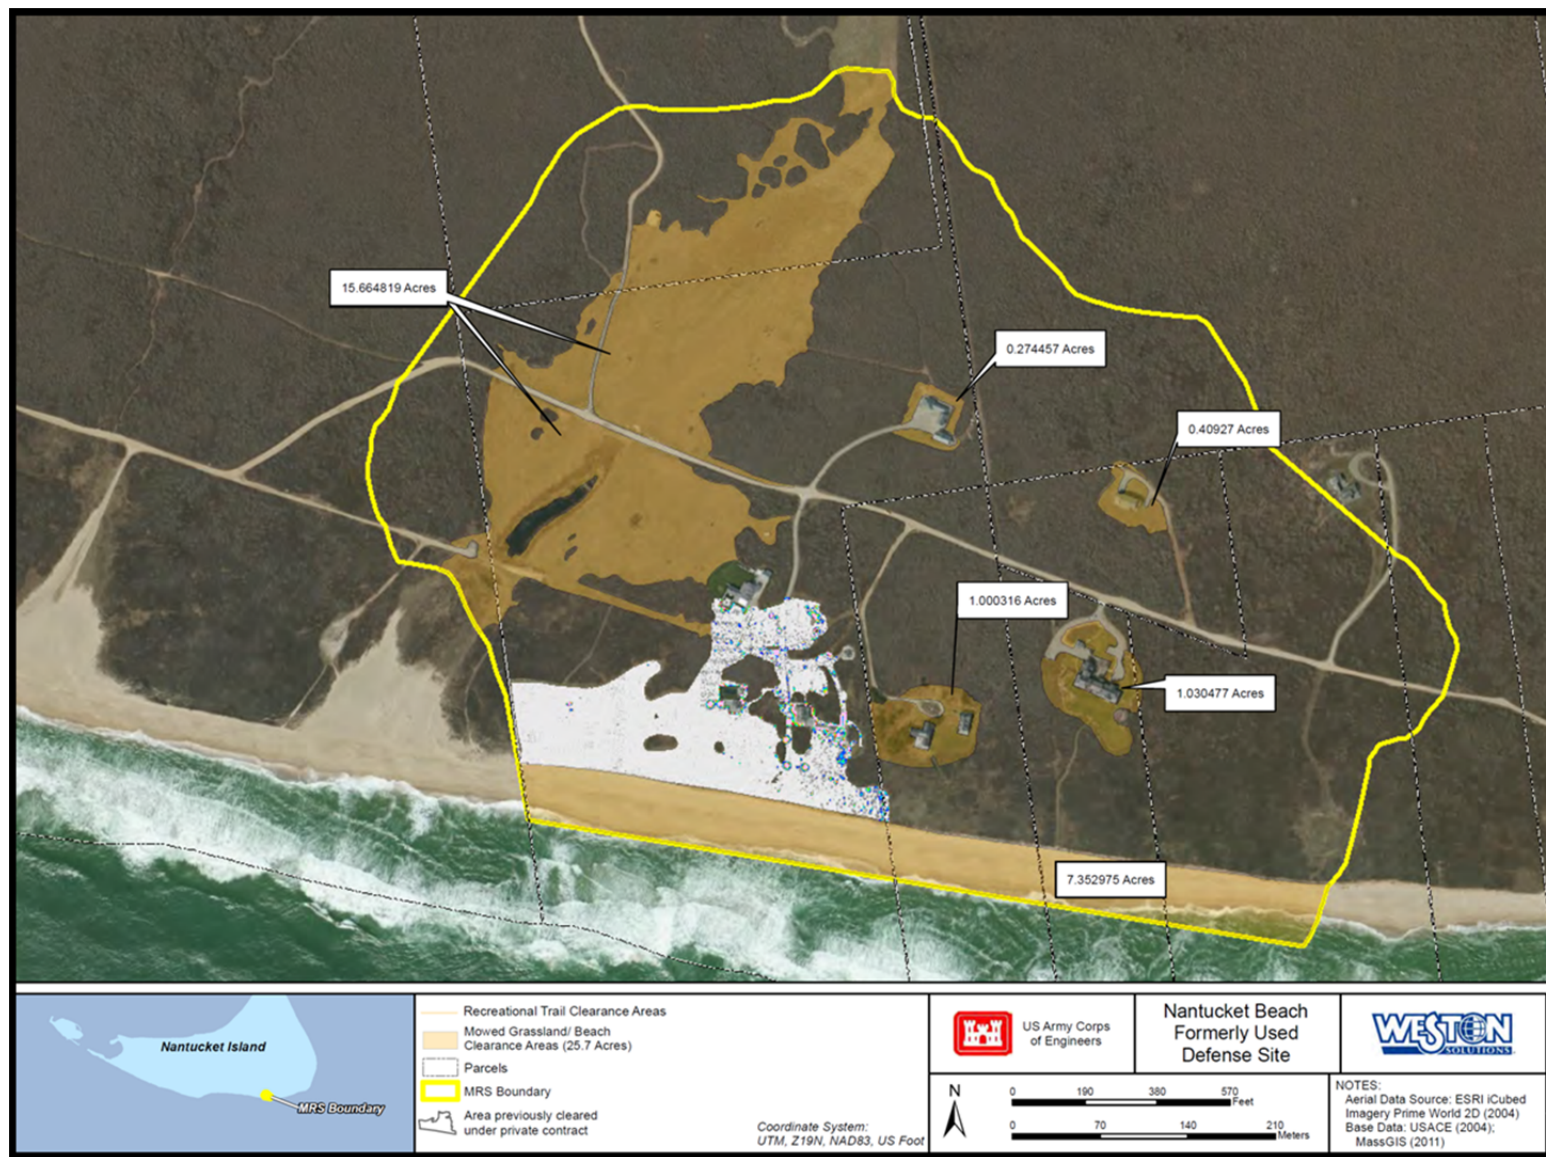 15.664819 Acres
0.274457 Acres
0.40927 Acres
1.000316 Acres
1.030477 Acres
7.352975 Acres
Nantucket Island
MRS Boundary
Recreational Trail Clearance Areas
Mowed Grassland/ Beach
Clearance Areas (25.7 Acres)
Parcels
MRS Boundary
Area previously cleared
under private contract
Coordinate System:
UTM, Z19N, NAD83, US Foot
US Army Corps
of Engineers
Nantucket Beach
Formerly Used
Defense Site
WESTON
SOLUTIONS
N
0 190 380 570
Feet
0 70 140 210
Meters
NOTES:
Aerial Data Source: ESRI iCubed
Imagery Prime World 2D (2004)
Base Data: USACE (2004);
MassGIS (2011)